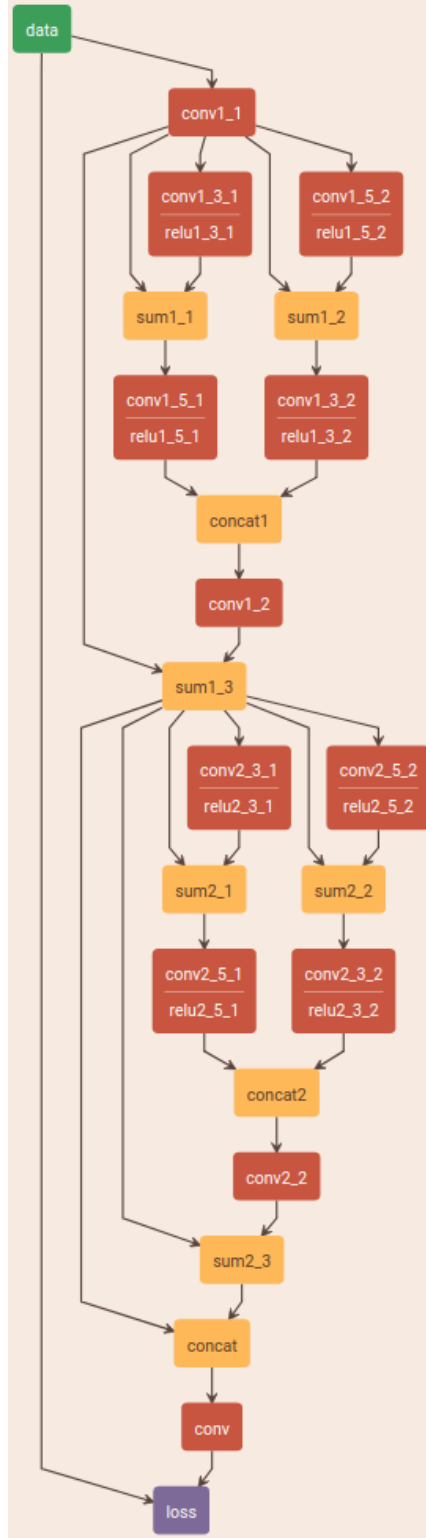 data
conv1_1
conv1_3_1
relu1_3_1
conv1_5_2
relu1_5_2
sum1_1
sum1_2
conv1_5_1
relu1_5_1
conv1_3_2
relu1_3_2
concat1
conv1_2
sum1_3
conv2_3_1
relu2_3_1
conv2_5_2
relu2_5_2
sum2_1
sum2_2
conv2_5_1
relu2_5_1
conv2_3_2
relu2_3_2
concat2
conv2_2
sum2_3
concat
conv
loss